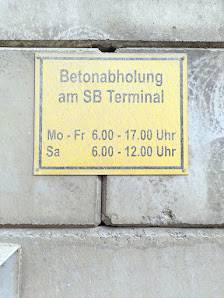 Betonabholung
am SB Terminal
Mo - Fr 6.00 - 17.00 Uhr
Sa 6.00 - 12.00 Uhr